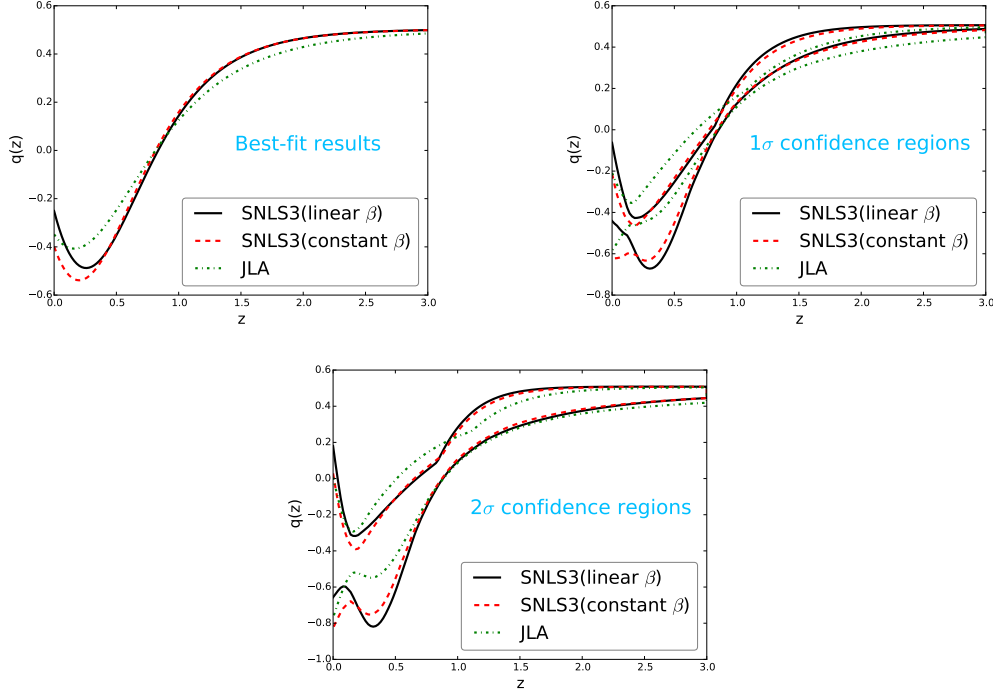 0.6
0.4
0.2
0.0
−0.2
−0.4
−0.6
q(z)
0.0 0.5 1.0 1.5 2.0 2.5 3.0
z
Best-fit results
SNLS3(linear β)
SNLS3(constant β)
JLA
0.6
0.4
0.2
0.0
−0.2
−0.4
−0.6
−0.8
q(z)
0.0 0.5 1.0 1.5 2.0 2.5 3.0
z
1σ confidence regions
SNLS3(linear β)
SNLS3(constant β)
JLA
0.6
0.4
0.2
0.0
−0.2
−0.4
−0.6
−0.8
−1.0
q(z)
0.0 0.5 1.0 1.5 2.0 2.5 3.0
z
2σ confidence regions
SNLS3(linear β)
SNLS3(constant β)
JLA